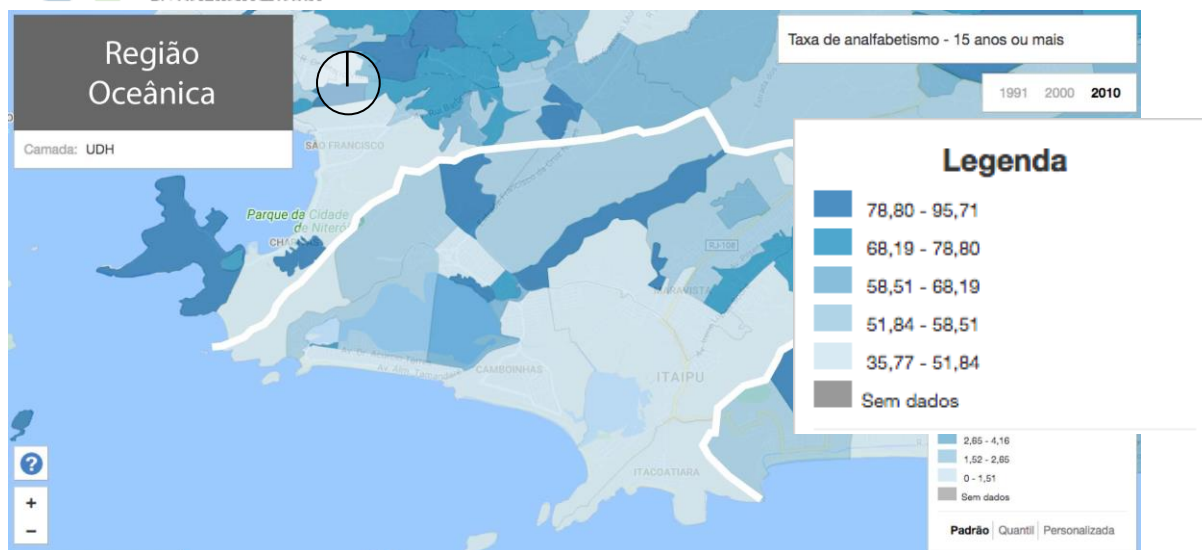 Região
Oceânica
Camada: UDH
Taxa de analfabetismo - 15 anos ou mais
1991 2000 2010
Legenda
78,80 - 95,71
68,19 - 78,80
58,51 - 68,19
51,84 - 58,51
35,77 - 51,84
Sem dados
2,65 - 4,16
1,52 - 2,65
0 - 1,51
Sem dados
Padrão Quantil Personalizada
SÃO FRANCISCO
Parque da Cidade
de Niterói
RJ-108
CAMBOINHAS
ITAIPU
ITACOATIARA
?
+
−